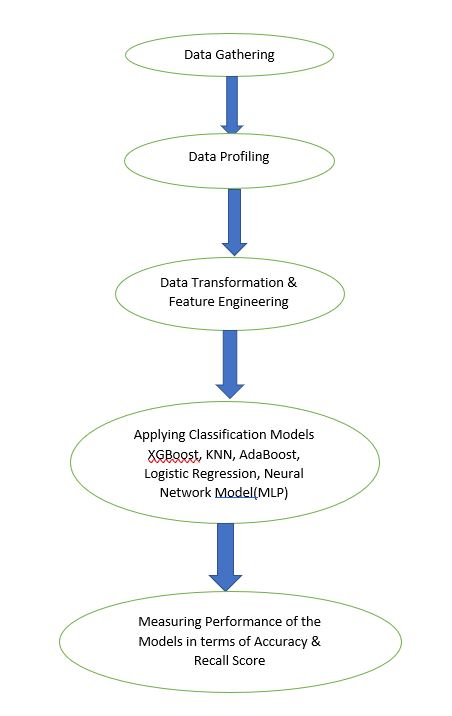 Data Gathering
Data Profiling
Data Transformation &
Feature Engineering
Applying Classification Models
XGBoost, KNN, AdaBoost,
Logistic Regression, Neural
Network Model(MLP)
Measuring Performance of the
Models in terms of Accuracy &
Recall Score